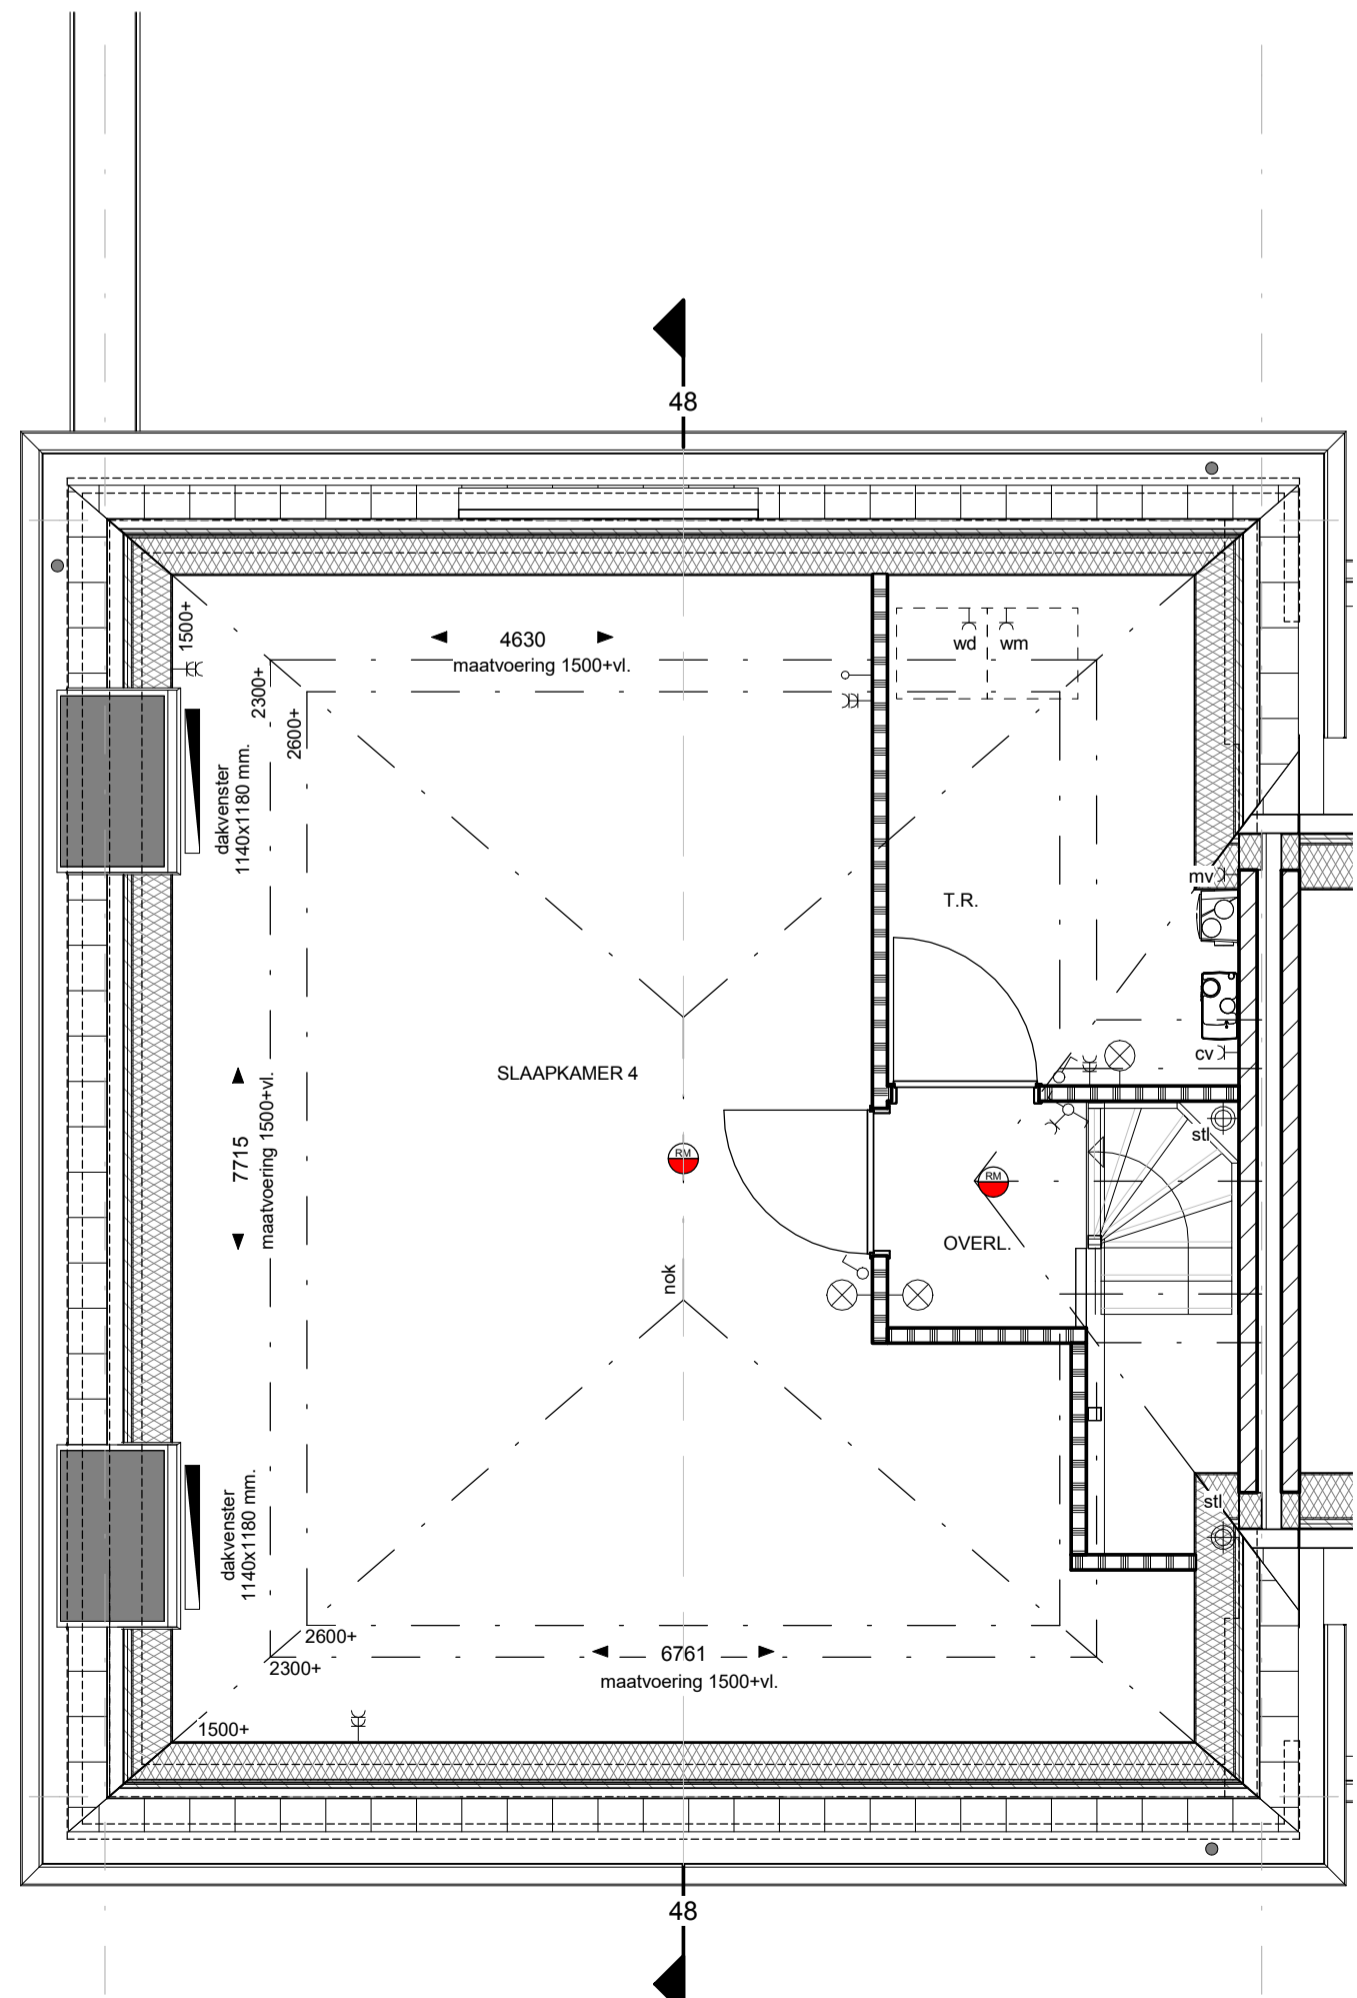 48
1500+
4630
maatvoering 1500+vl.
wd
wm
2300+
2600+
dakvenster
1140x1180 mm.
mv
T.R.
cv
SLAAPKAMER 4
7715
maatvoering 1500+vl.
RM
stl
RM
OVERL.
nok
dakvenster
1140x1180 mm.
stl
2600+
2300+
6761
maatvoering 1500+vl.
1500+
48